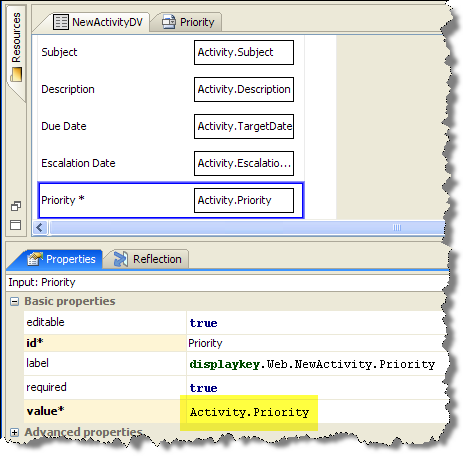 Resources
NewActivityDV
Priority
Subject Activity.Subject
Description Activity.Description
Due Date Activity.TargetDate
Escalation Date Activity.Escalatio...
Priority * Activity.Priority
Properties
Reflection
Input: Priority
Basic properties
editable true
id* Priority
label displaykey.Web.NewActivity.Priority
required true
value* Activity.Priority
Advanced properties